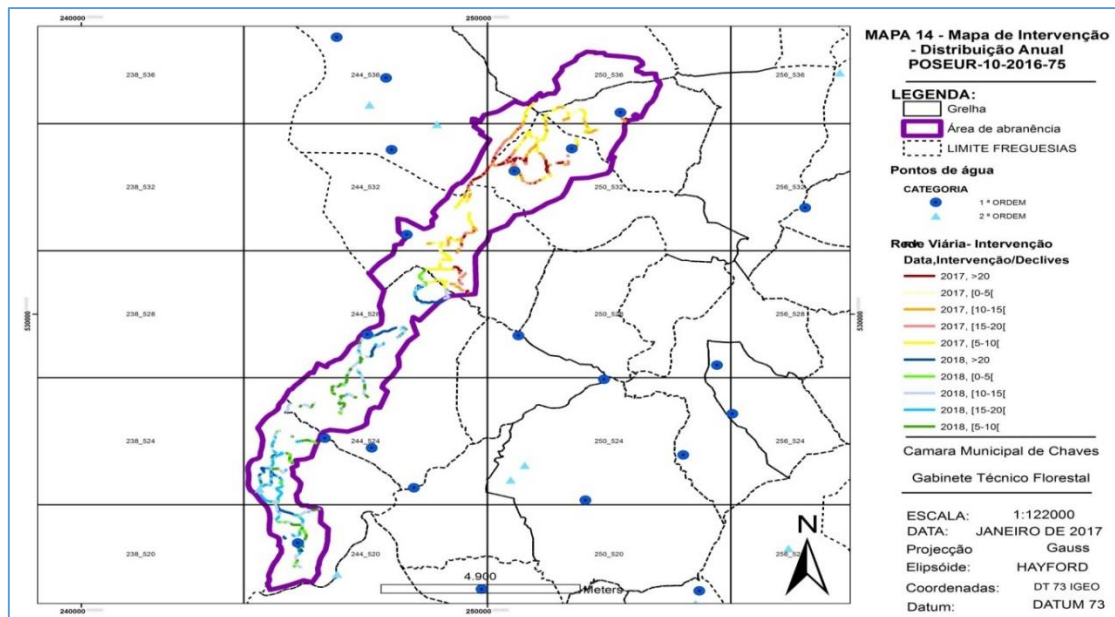 240000
250000
238_536
244_536
250_536
256_536
238_532
244_532
250_532
256_532
530000
238_528
250_528
256_528
530000
238_524
244_524
250_524
256_524
238_520
244_520
250_520
N
4.900
Meters
240000
250000
MAPA 14 - Mapa de Intervenção
- Distribuição Anual
POSEUR-10-2016-75
LEGENDA:
Grelha
Área de abranência
LIMITE FREGUESIAS
Pontos de água
CATEGORIA
1 ª ORDEM
2 ª ORDEM
Viária- Intervenção
Data,Intervenção/Declives
2017, >20
2017, [0-5[
2017, [10-15[
2017, [15-20[
2017, [5-10[
2018, >20
2018, [0-5[
2018, [10-15[
2018, [15-20[
2018, [5-10[
Camara Municipal de Chaves
Gabinete Técnico Florestal
ESCALA: 1:122000
DATA: JANEIRO DE 2017
Projecção Gauss
Elipsóide: HAYFORD
Coordenadas: DT 73 IGEO
Datum: DATUM 73